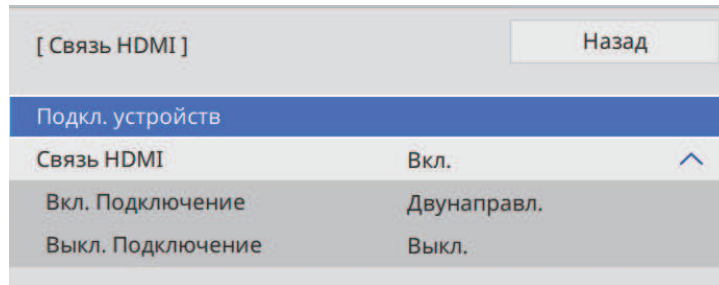 [ Связь HDMI ]
Назад
Подкл. устройств
Связь HDMI Вкл.
Вкл. Подключение Двунаправл.
Выкл. Подключение Выкл.